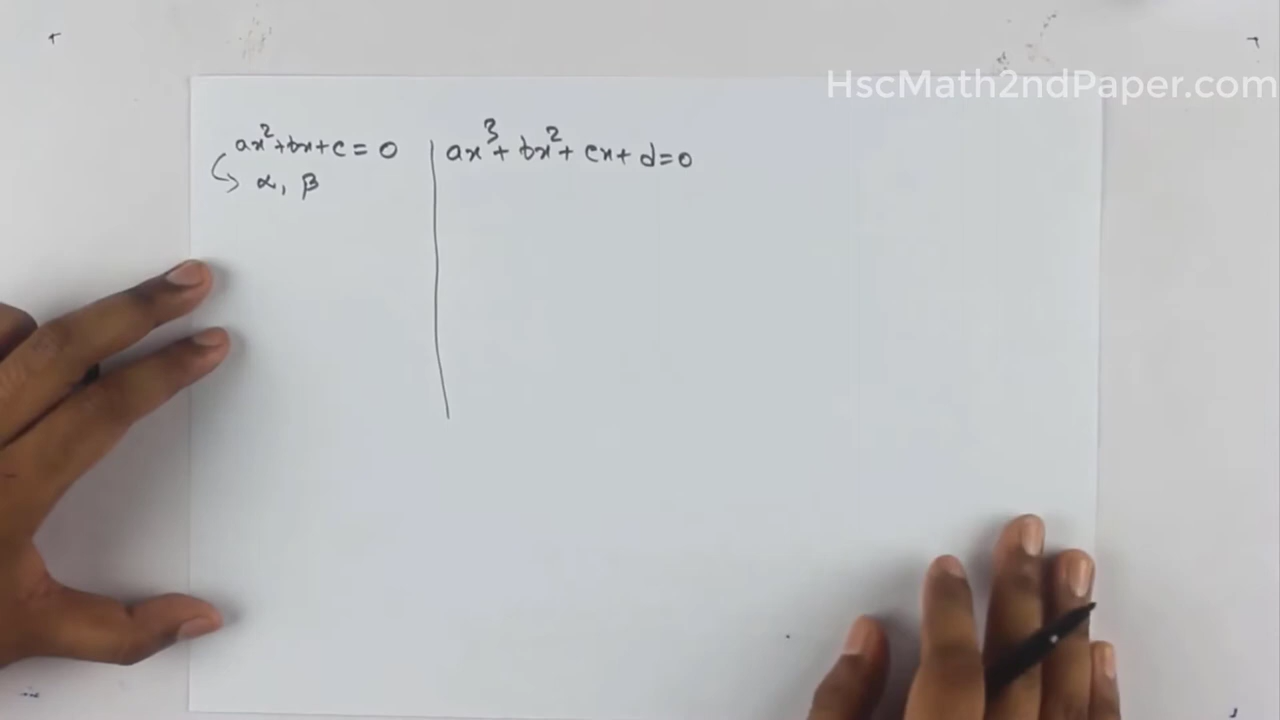 HscMath2ndPaper.com
ax²+bx+c=0
α, β
ax³+bx²+cx+d=0